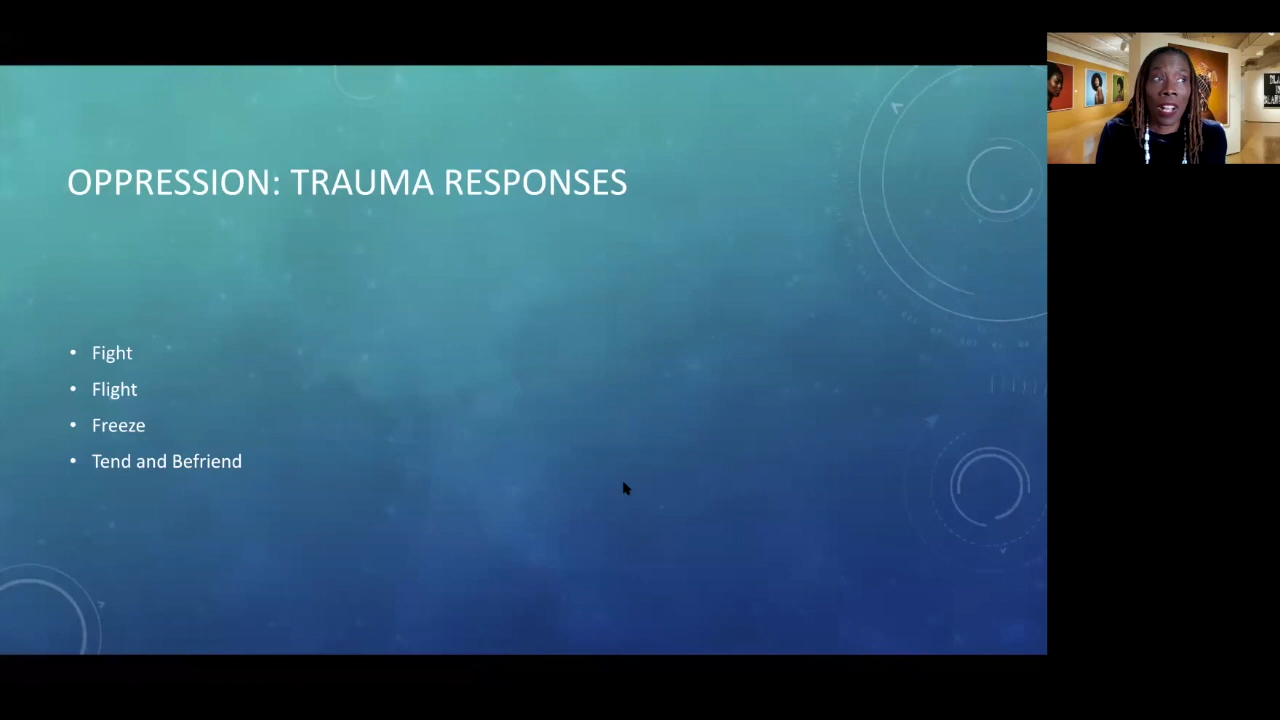 OPPRESSION: TRAUMA RESPONSES
• Fight
• Flight
• Freeze
• Tend and Befriend